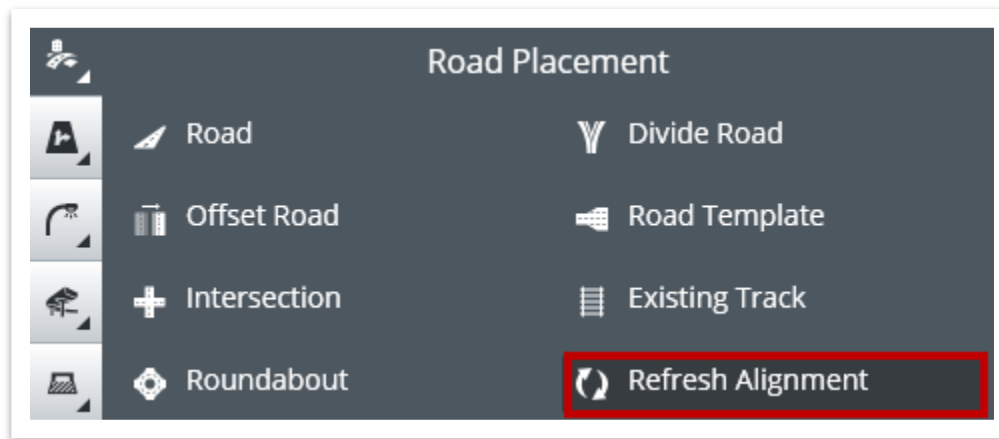 Road Placement
Road
Divide Road
Offset Road
Road Template
Intersection
Existing Track
Roundabout
Refresh Alignment